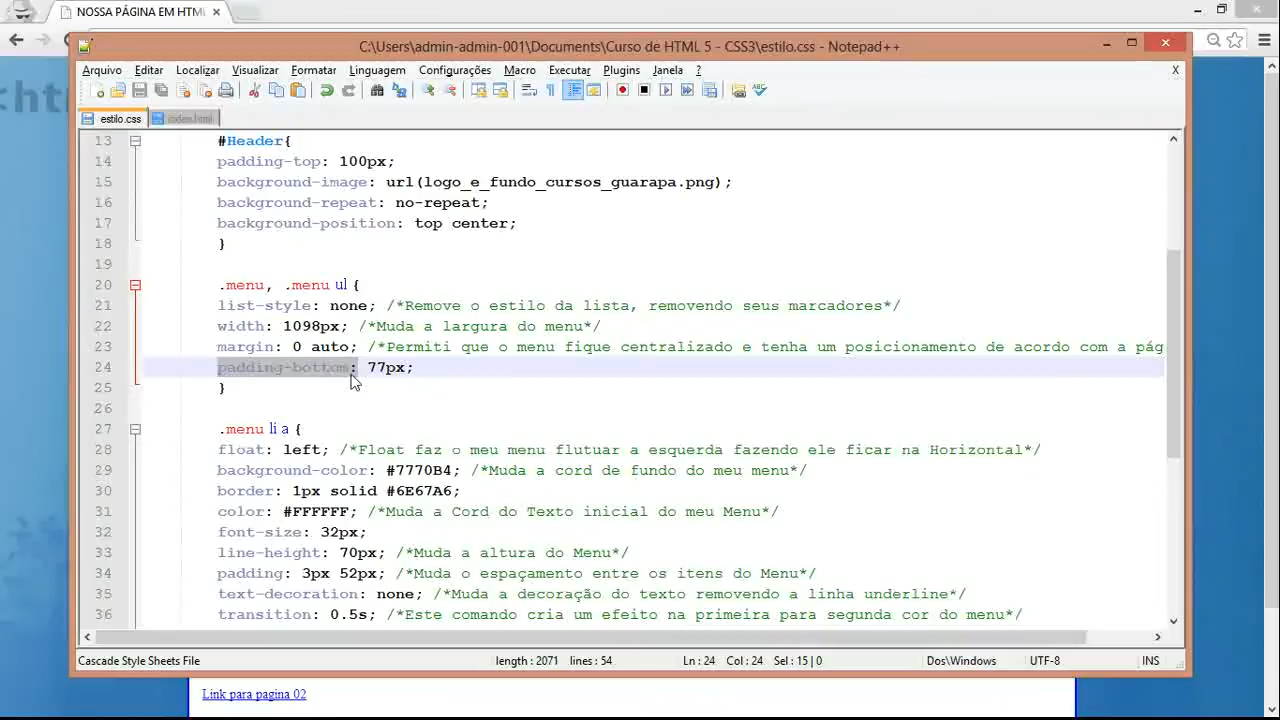 NOSSA PÁGINA EM HTM
C:\Users\admin-admin-001\Documents\Curso de HTML 5 - CSS3\estilo.css - Notepad++
Arquivo Editar Localizar Visualizar Formatar Linguagem Configurações Macro Executar Plugins Janela ? X
estilo.css index.html
<ht
13 #Header{
14 padding-top: 100px;
15 background-image: url(logo_e_fundo_cursos_guarapa.png);
16 background-repeat: no-repeat;
17 background-position: top center;
18 }
19
20 .menu, .menu ul {
21 list-style: none; /*Remove o estilo da lista, removendo seus marcadores*/
22 width: 1098px; /*Muda a largura do menu*/
23 margin: 0 auto; /*Permiti que o menu fique centralizado e tenha um posicionamento de acordo com a pág
24 padding-bottom: 77px;
25 }
26
27 .menu li a {
28 float: left; /*Float faz o meu menu flutuar a esquerda fazendo ele ficar na Horizontal*/
29 background-color: #7770B4; /*Muda a cord de fundo do meu menu*/
30 border: 1px solid #6E67A6;
31 color: #FFFFFF; /*Muda a Cord do Texto inicial do meu Menu*/
32 font-size: 32px;
33 line-height: 70px; /*Muda a altura do Menu*/
34 padding: 3px 52px; /*Muda o espaçamento entre os itens do Menu*/
35 text-decoration: none; /*Muda a decoração do texto removendo a linha underline*/
36 transition: 0.5s; /*Este comando cria um efeito na primeira para segunda cor do menu*/
Cascade Style Sheets File length : 2071 lines : 54 Ln : 24 Col : 24 Sel : 15 | 0 Dos\Windows UTF-8 INS
Link para pagina 02